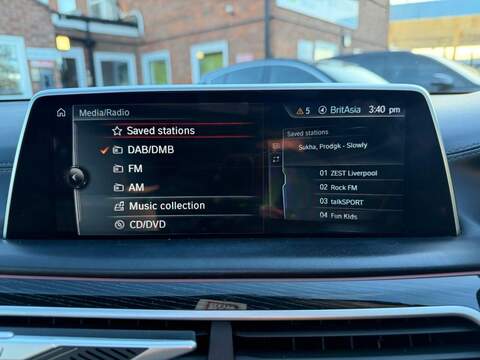 Media/Radio
5 BritAsia 3:40 pm
Saved stations
DAB/DMB
FM
AM
Music collection
CD/DVD
Saved stations
Sukha, Prodgk - Slowly
01 ZEST Liverpool
02 Rock FM
03 talkSPORT
04 Fun Kids